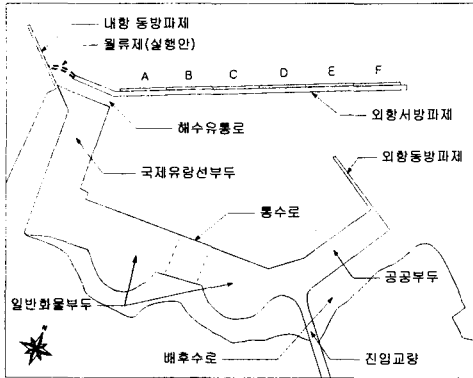 내항 동방파제
월류제(실행안)
A B C D E F
외항서방파제
해수유통로
외항동방파제
국제유람선부두
통수로
공공부두
일반화물부두
배후수로
진입교량